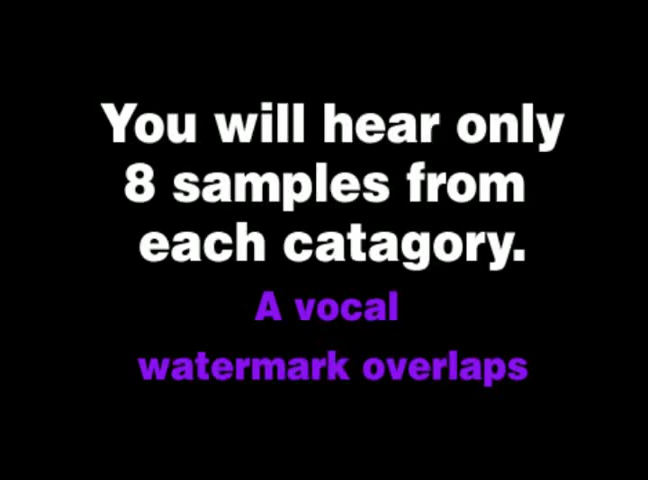 You will hear only
8 samples from
each catagory.
A vocal
watermark overlaps